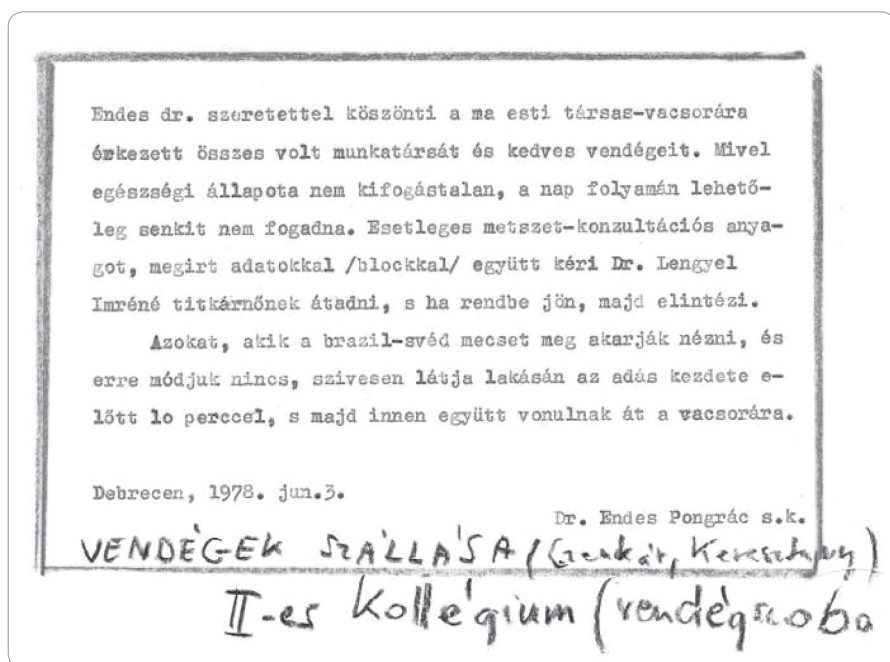 Endes dr. szeretettel köszönti a ma esti társas-vacsorára
érkezett összes volt munkatársát és kedves vendégeit. Mivel
egészségi állapota nem kifogástalan, a nap folyamán lehető-
leg senkit nem fogadna. Esetleges metszet-konzultációs anya-
got, megirt adatokkal /blockkal/ együtt kéri Dr. Lengyel
Imréné titkárnőnek átadni, s ha rendbe jön, majd elintézi.
Azokat, akik a brazil-svéd mecset meg akarják nézni, és
erre módjuk nincs, szivesen látja lakásán az adás kezdete e-
lőtt lo perccel, s majd innen együtt vonulnak át a vacsorára.
Debrecen, 1978. jun.3.
Dr. Endes Pongrác s.k.
VENDÉGEK SZÁLLÁSA (
II-es Kollégium (vendégszoba